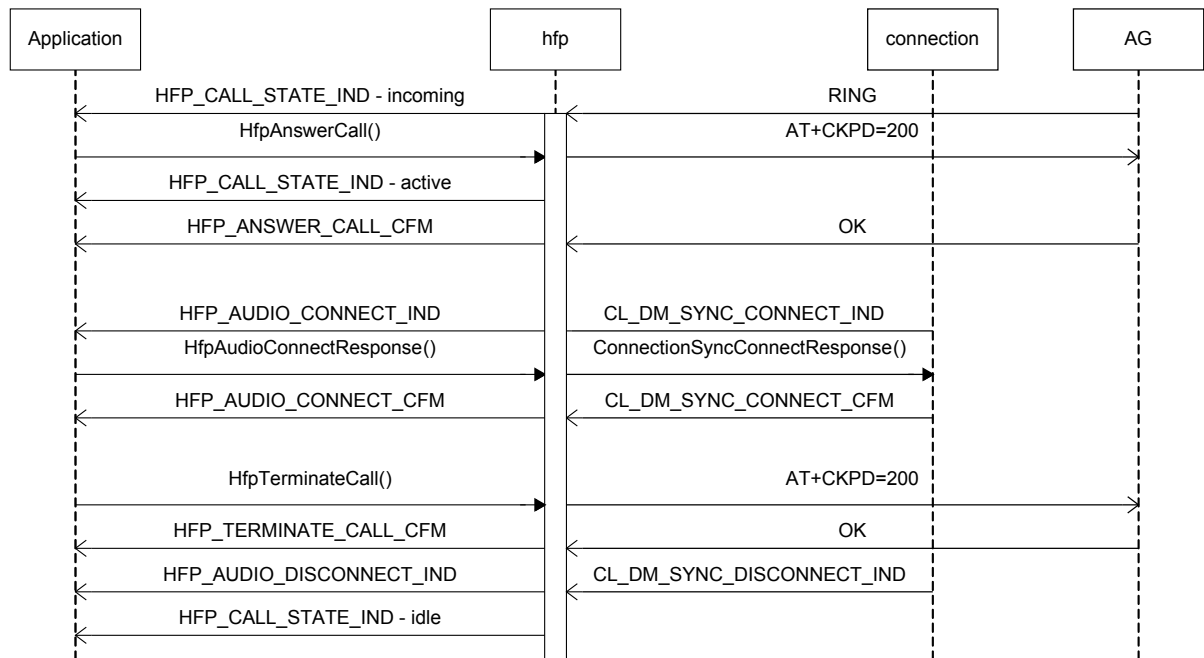 Application
hfp
connection
AG
HFP_CALL_STATE_IND - incoming
RING
HfpAnswerCall()
AT+CKPD=200
HFP_CALL_STATE_IND - active
HFP_ANSWER_CALL_CFM
OK
HFP_AUDIO_CONNECT_IND
CL_DM_SYNC_CONNECT_IND
HfpAudioConnectResponse()
ConnectionSyncConnectResponse()
HFP_AUDIO_CONNECT_CFM
CL_DM_SYNC_CONNECT_CFM
HfpTerminateCall()
AT+CKPD=200
HFP_TERMINATE_CALL_CFM
OK
HFP_AUDIO_DISCONNECT_IND
CL_DM_SYNC_DISCONNECT_IND
HFP_CALL_STATE_IND - idle